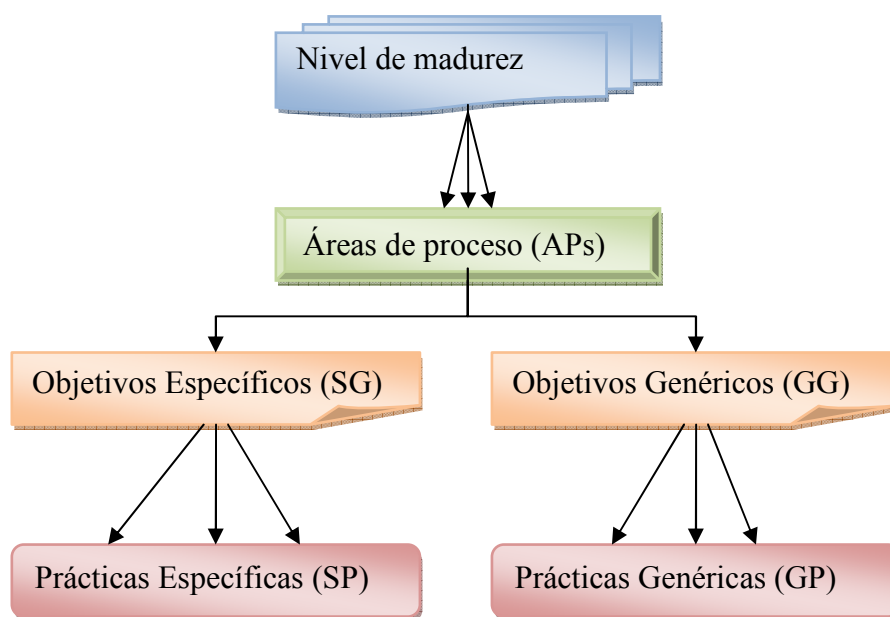 Nivel de madurez
Áreas de proceso (APs)
Objetivos Específicos (SG)
Objetivos Genéricos (GG)
Prácticas Específicas (SP)
Prácticas Genéricas (GP)